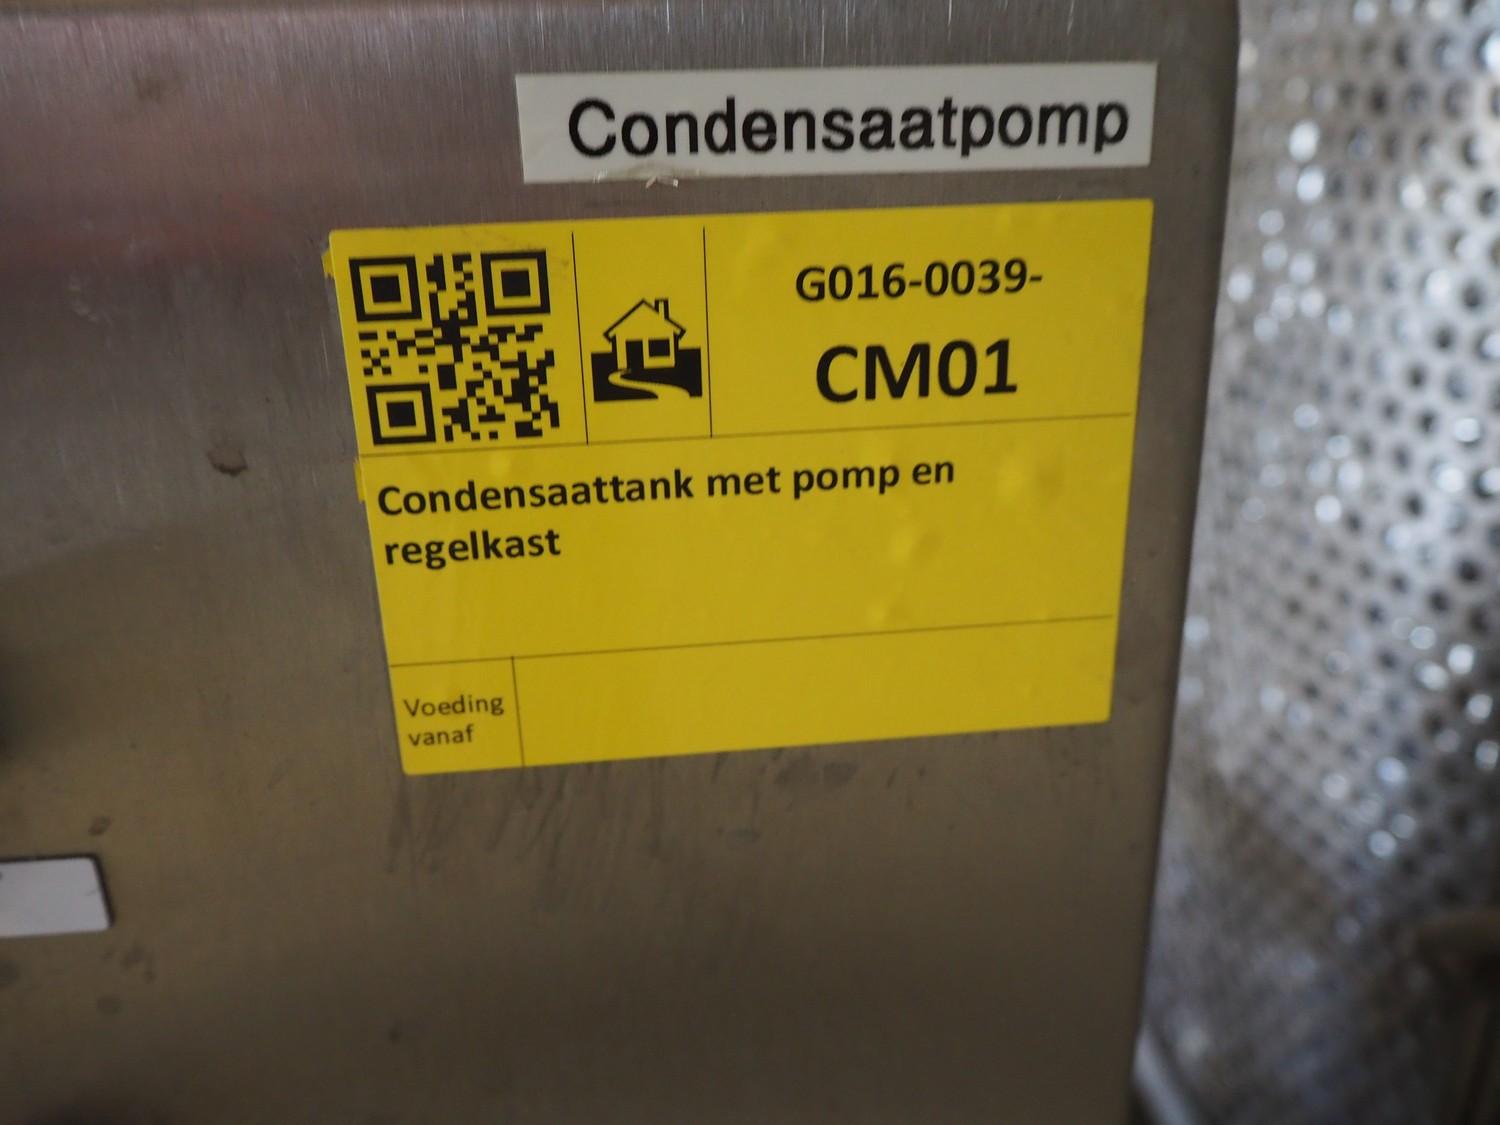 Condensaatpomp
G016-0039-
CM01
Condensaattank met pomp en
regelkast
Voeding
vanaf